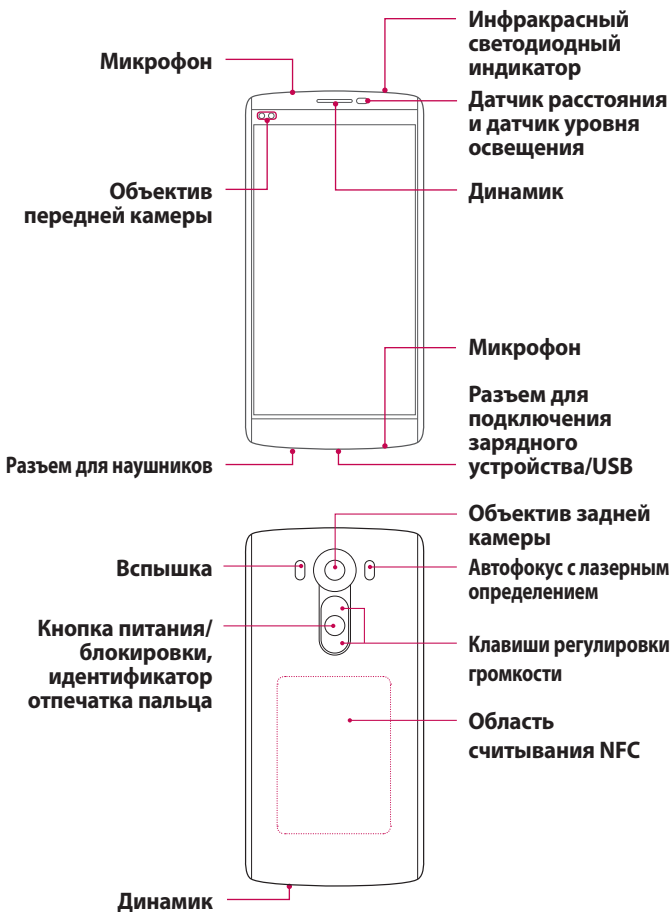 Инфракрасный
светодиодный
индикатор
Микрофон
Датчик расстояния
и датчик уровня
освещения
Объектив
передней камеры
Динамик
Микрофон
Разъем для
подключения
зарядного
устройства/USB
Разъем для наушников
Объектив задней
камеры
Вспышка
Автофокус с лазерным
определением
Кнопка питания/
блокировки,
идентификатор
отпечатка пальца
Клавиши регулировки
громкости
Область
считывания NFC
Динамик